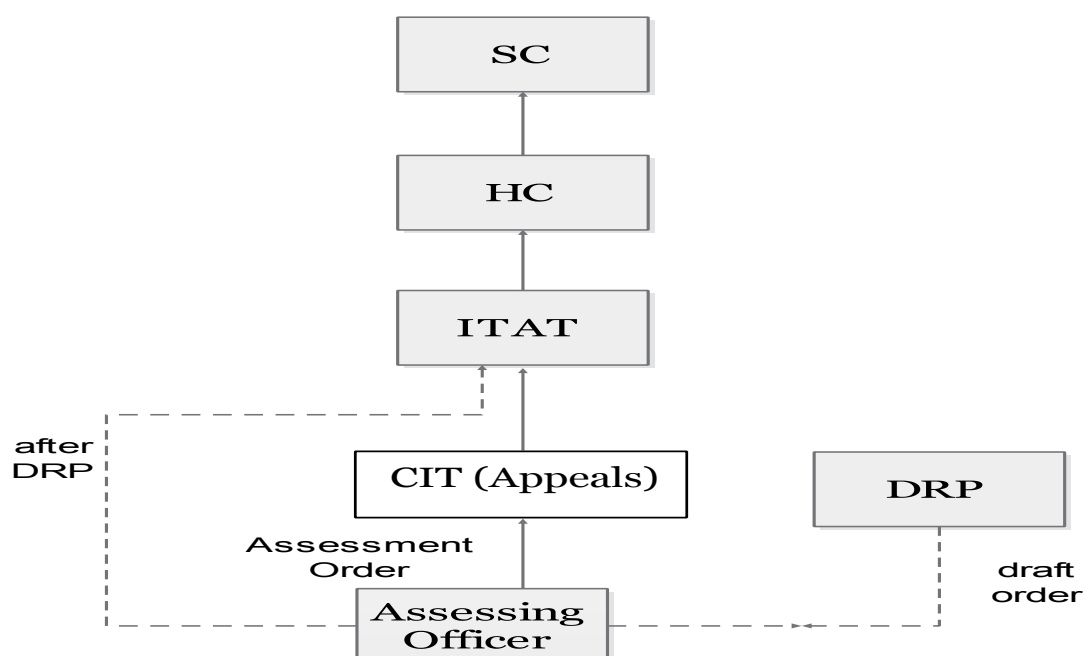 SC
HC
ITAT
after
DRP
CIT (Appeals)
DRP
Assessment
Order
draft
order
Assessing
Officer